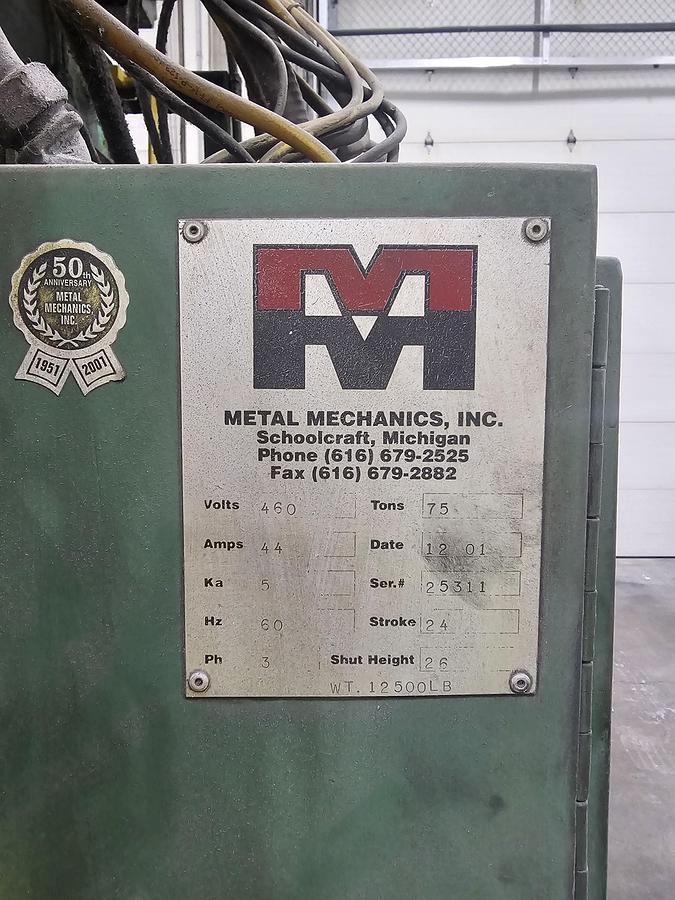 50th
ANNIVERSARY
METAL
MECHANICS,
INC.
1951 2001
METAL MECHANICS, INC.
Schoolcraft, Michigan
Phone (616) 679-2525
Fax (616) 679-2882
Volts 460 Tons 75
Amps 44 Date 12 01
Ka 5 Ser.# 25311
Hz 60 Stroke 24
Ph 3 Shut Height 26
WT. 12500LB